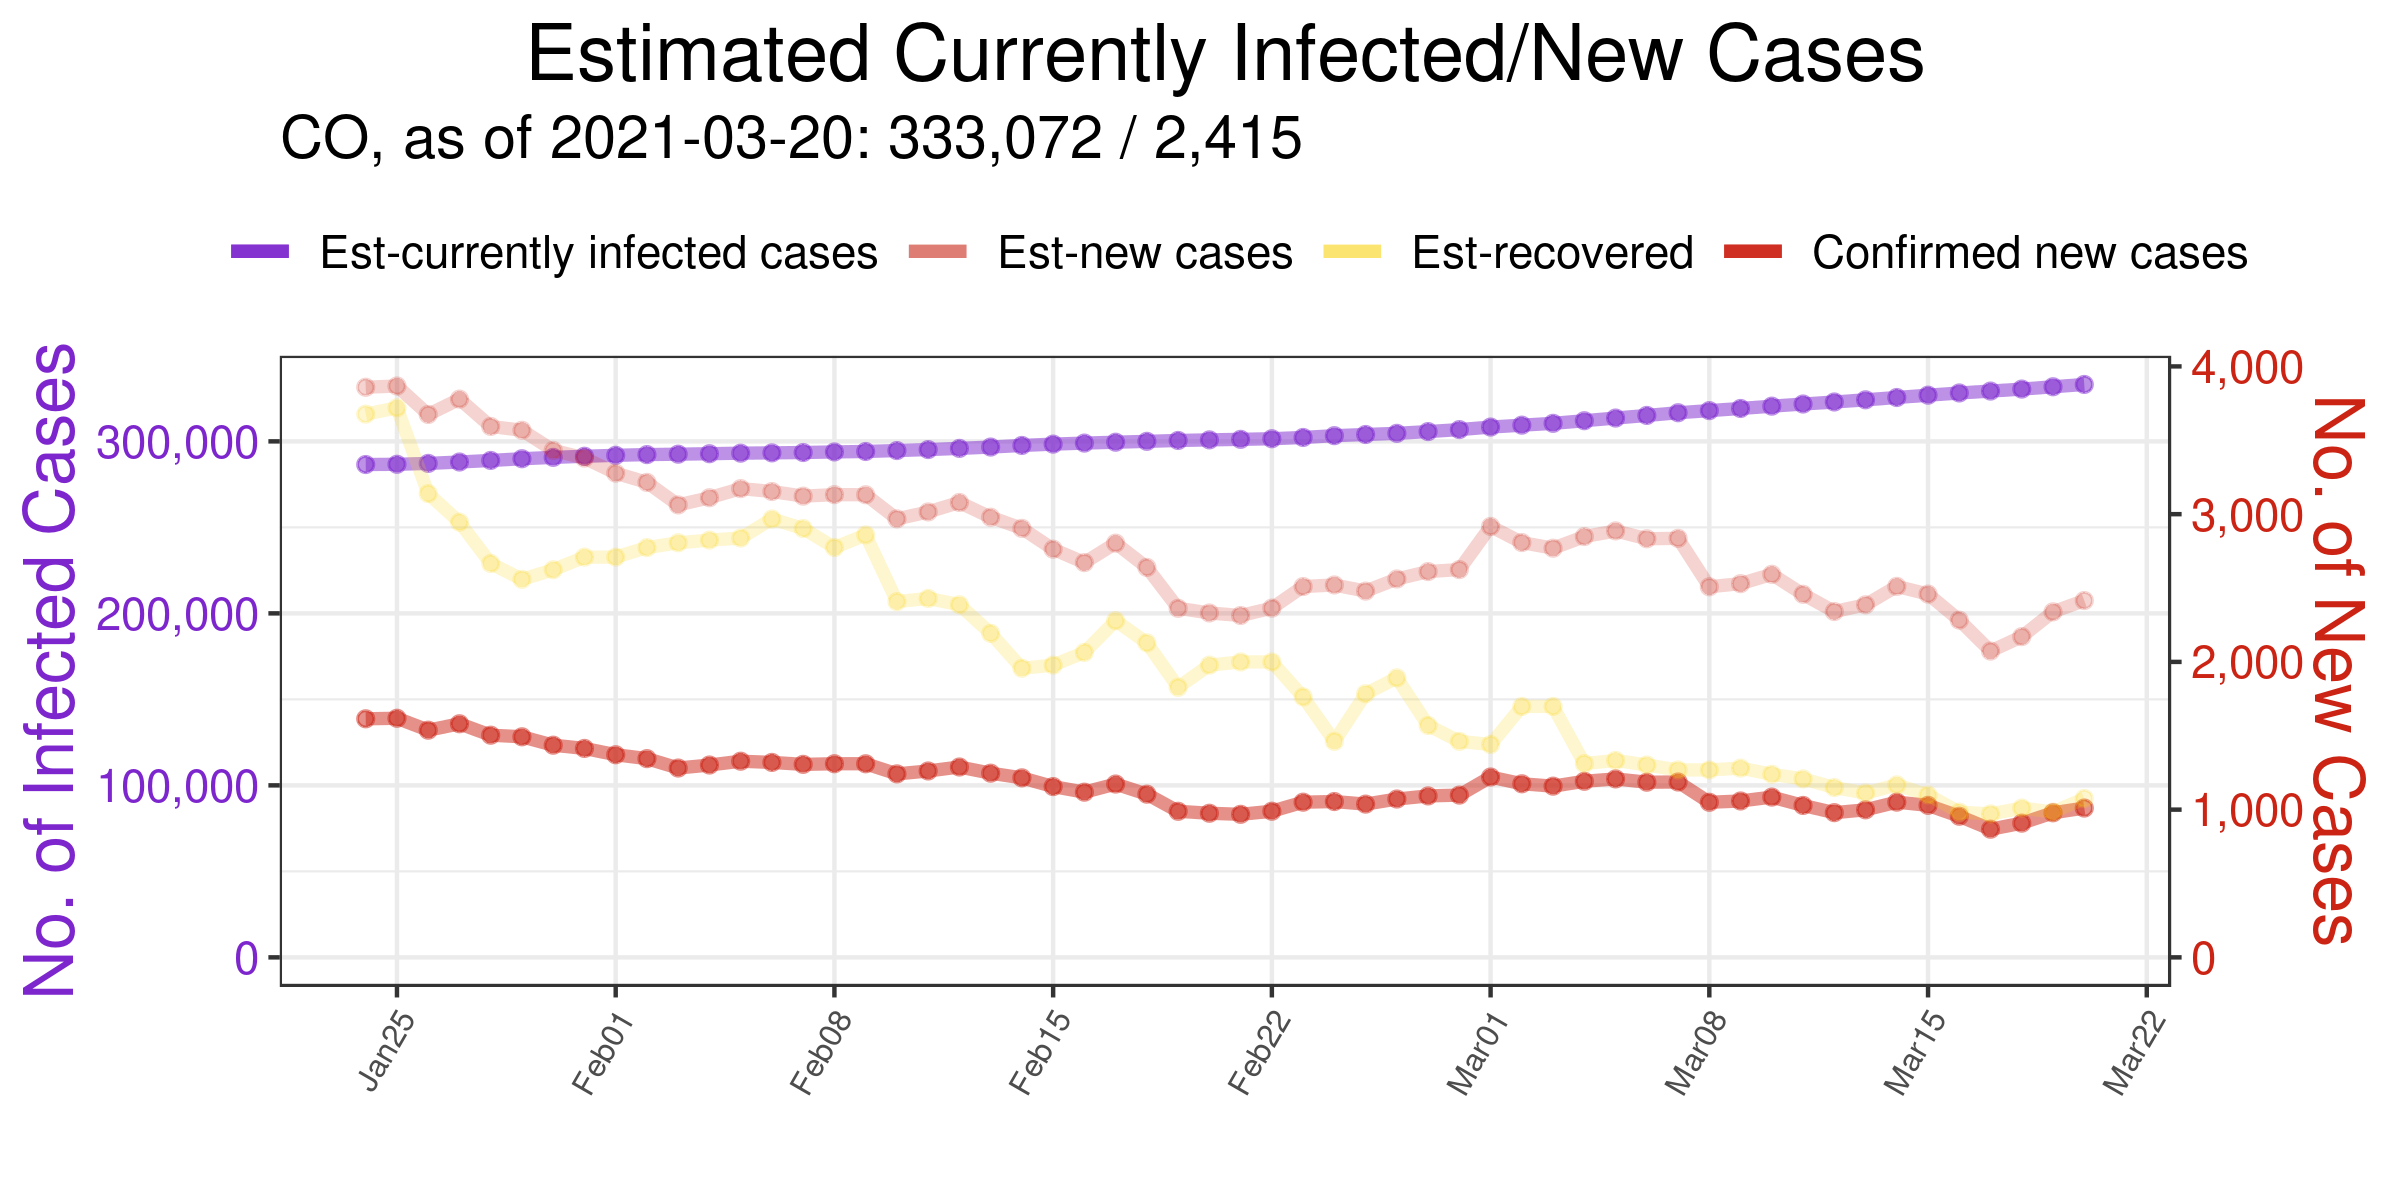 Estimated Currently Infected/New Cases
CO, as of 2021-03-20: 333,072 / 2,415
Est-currently infected cases Est-new cases Est-recovered Confirmed new cases
No. of Infected Cases
300,000
200,000
100,000
0
4,000
3,000
2,000
1,000
0
No. of New Cases
Jan25 Feb01 Feb08 Feb15 Feb22 Mar01 Mar08 Mar15 Mar22